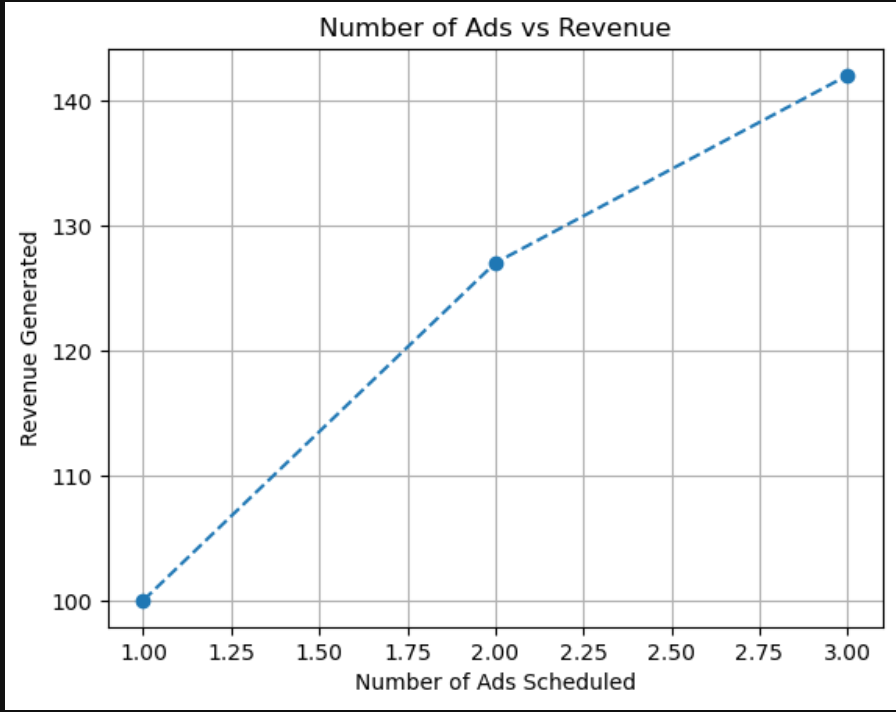 Number of Ads vs Revenue
Revenue Generated
140
130
120
110
100
1.00 1.25 1.50 1.75 2.00 2.25 2.50 2.75 3.00
Number of Ads Scheduled